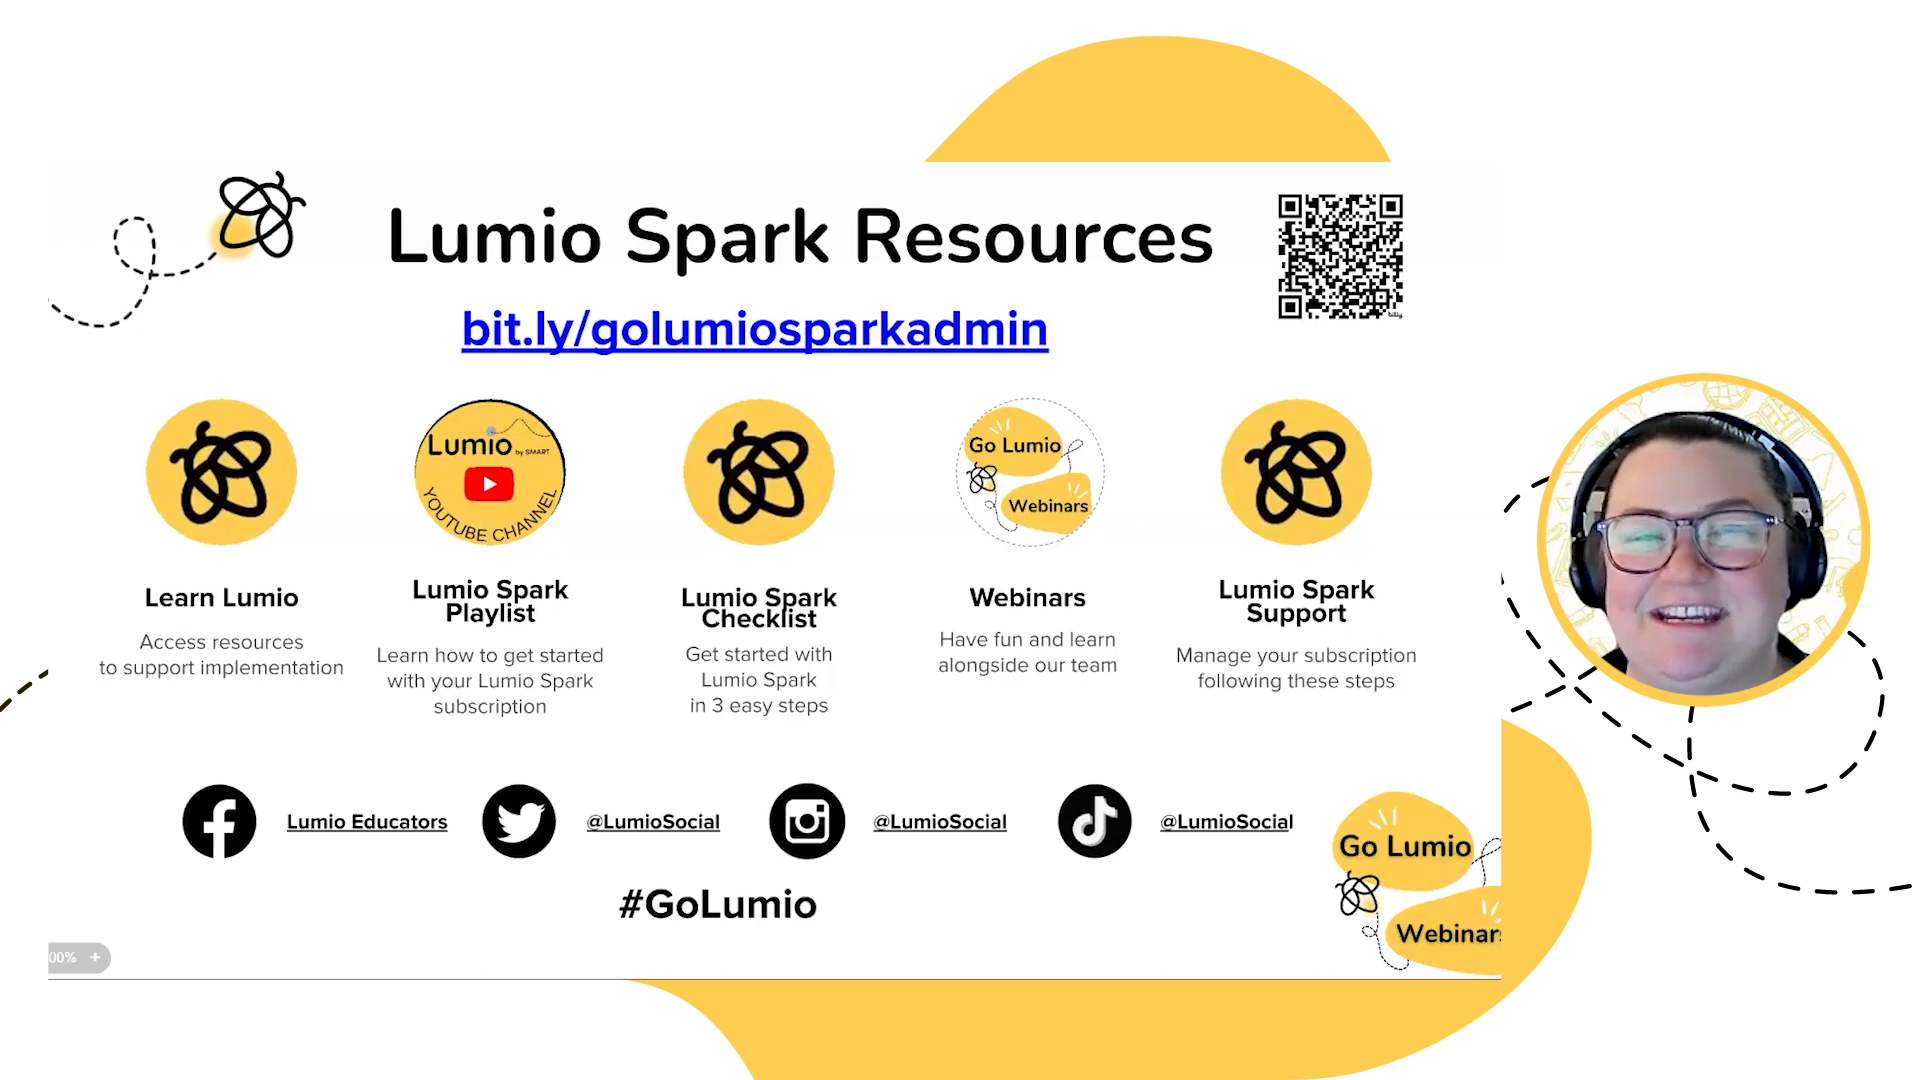 Lumio Spark Resources
bit.ly/golumiosparkadmin
bitly
Lumio by SMART
YOUTUBE CHANNEL
Go Lumio
Webinars
Learn Lumio
Access resources
to support implementation
Lumio Spark
Playlist
Learn how to get started
with your Lumio Spark
subscription
Lumio Spark
Checklist
Get started with
Lumio Spark
in 3 easy steps
Webinars
Have fun and learn
alongside our team
Lumio Spark
Support
Manage your subscription
following these steps
Lumio Educators
@LumioSocial
@LumioSocial
@LumioSocial
Go Lumio
Webinars
#GoLumio
00% +